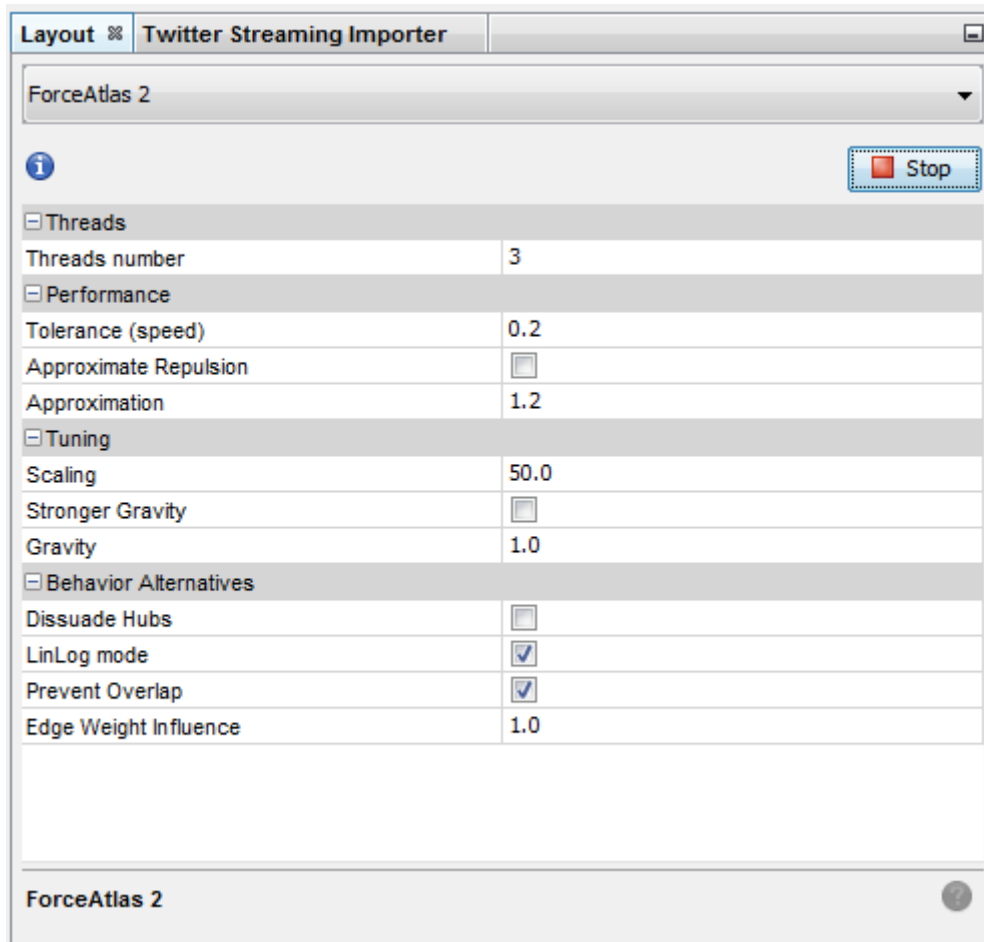 Layout Twitter Streaming Importer
ForceAtlas 2
Stop
Threads
Threads number 3
Performance
Tolerance (speed) 0.2
Approximate Repulsion
Approximation 1.2
Tuning
Scaling 50.0
Stronger Gravity
Gravity 1.0
Behavior Alternatives
Dissuade Hubs
LinLog mode
Prevent Overlap
Edge Weight Influence 1.0
ForceAtlas 2